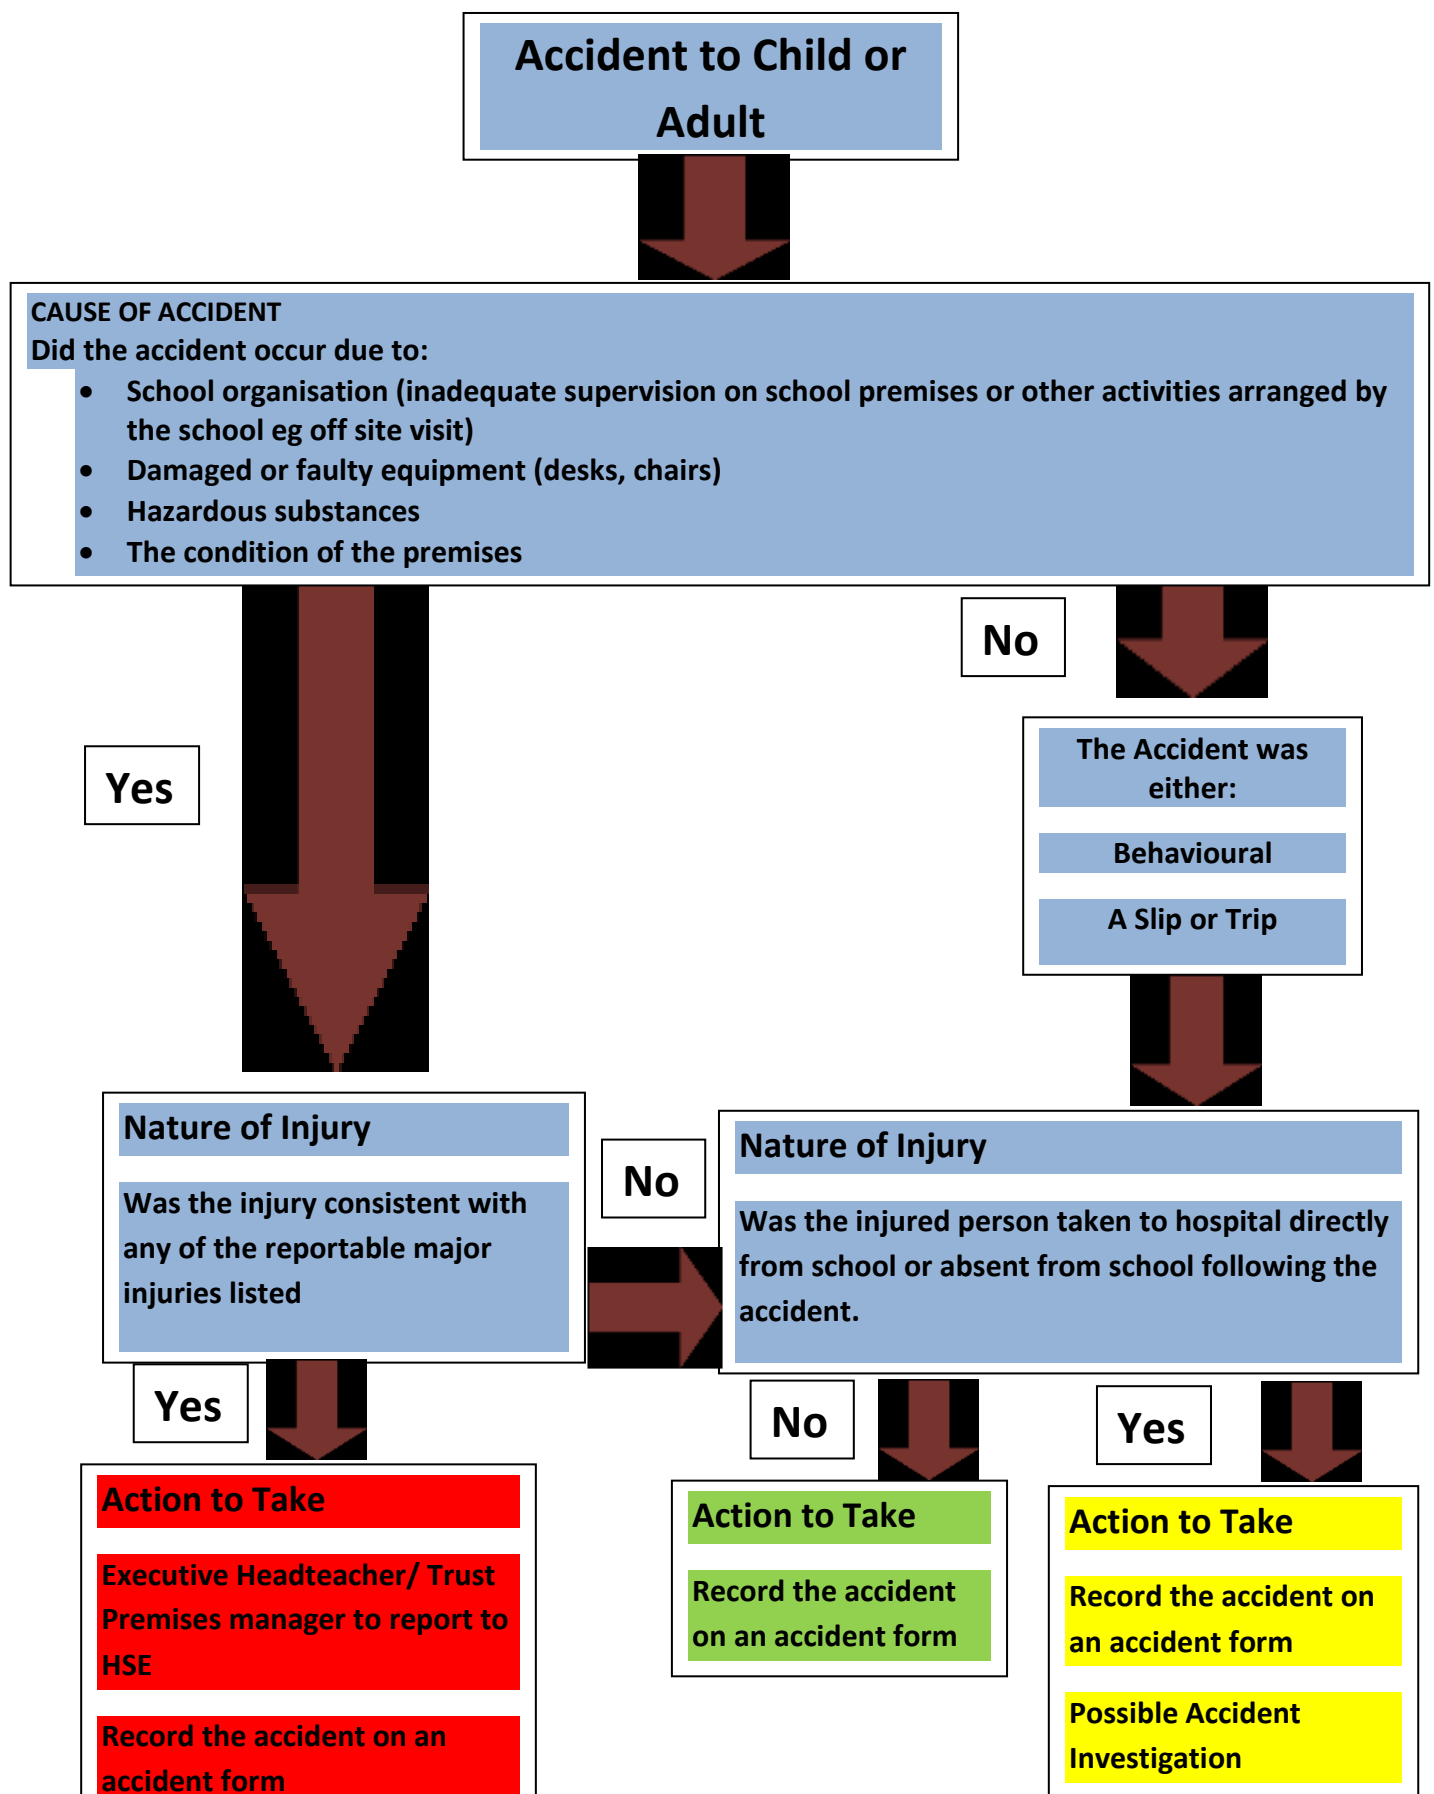 Accident to Child or
Adult
CAUSE OF ACCIDENT
Did the accident occur due to:
• School organisation (inadequate supervision on school premises or other activities arranged by
the school eg off site visit)
• Damaged or faulty equipment (desks, chairs)
• Hazardous substances
• The condition of the premises
No
Yes
The Accident was
either:
Behavioural
A Slip or Trip
Nature of Injury
Was the injury consistent with
any of the reportable major
injuries listed
No
Nature of Injury
Was the injured person taken to hospital directly
from school or absent from school following the
accident.
Yes
No
Yes
Action to Take
Executive Headteacher/ Trust
Premises manager to report to
HSE
Record the accident on an
accident form
Action to Take
Record the accident
on an accident form
Action to Take
Record the accident on
an accident form
Possible Accident
Investigation